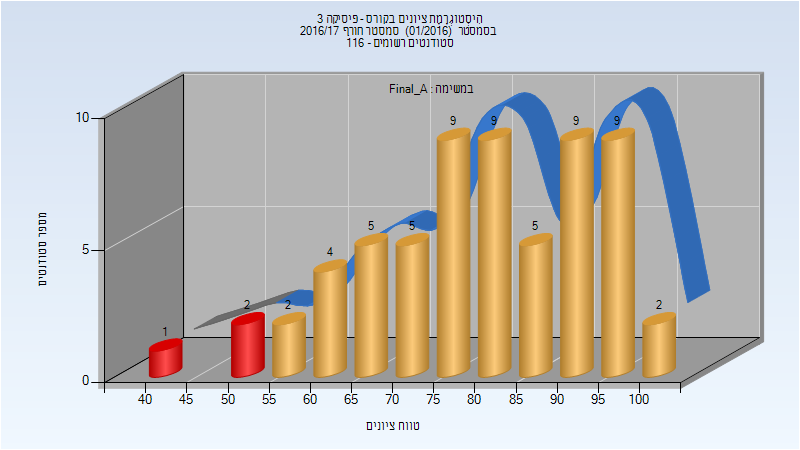 היסטוגרמת ציונים בקורס - פיסיקה 3
בסמסטר (01/2016) סמסטר חורף 2016/17
סטודנטים רשומים - 116
במשימה : Final_A
10
5
0
מספר סטודנטים
1
2
2
4
5
5
9
9
5
9
9
2
40 45 50 55 60 65 70 75 80 85 90 95 100
טווח ציונים